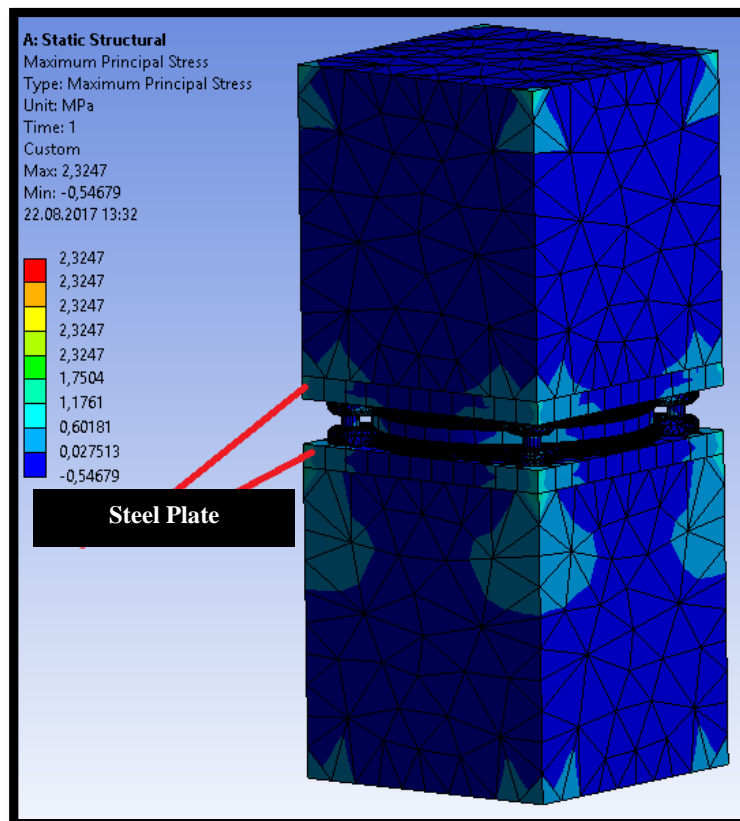 A: Static Structural
Maximum Principal Stress
Type: Maximum Principal Stress
Unit: MPa
Time: 1
Custom
Max: 2,3247
Min: -0,54679
22.08.2017 13:32
2,3247
2,3247
2,3247
2,3247
2,3247
1,7504
1,1761
0,60181
0,027513
-0,54679
Steel Plate